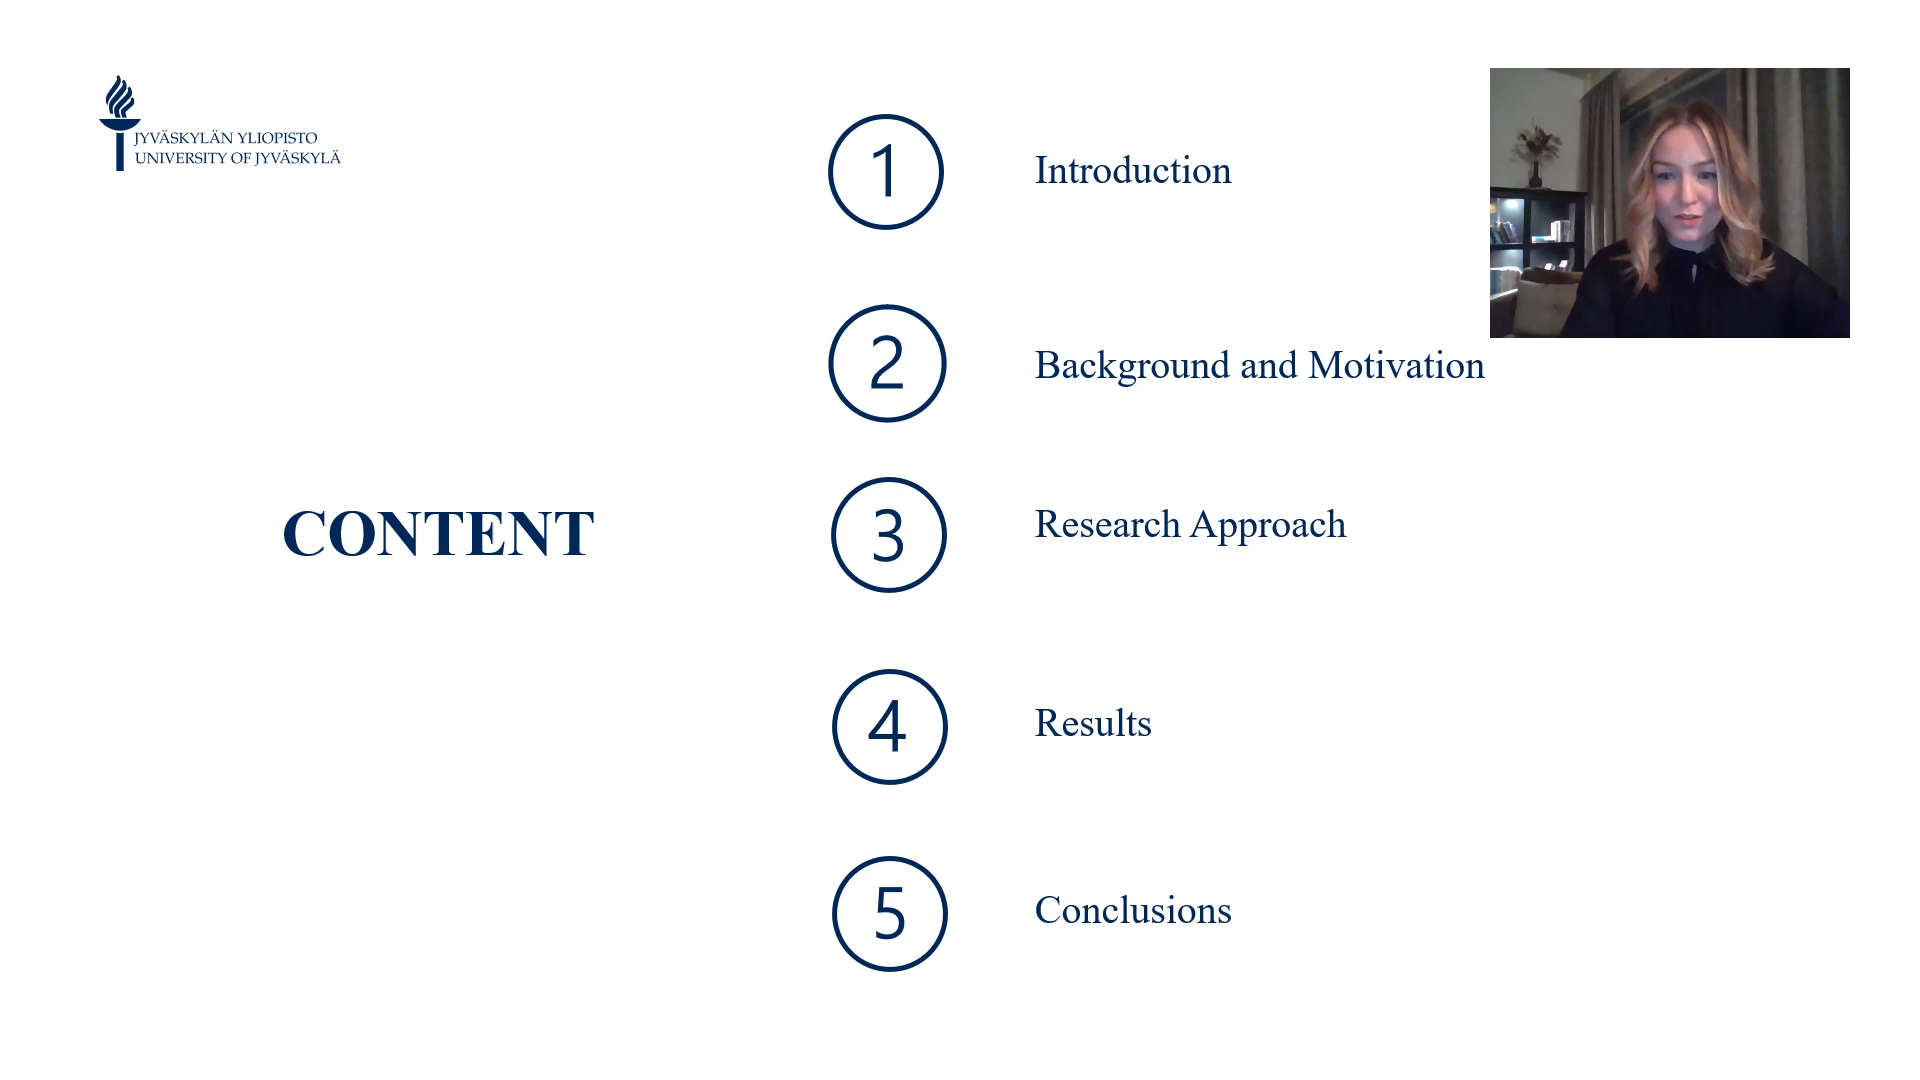 JYVÄSKYLÄN YLIOPISTO
UNIVERSITY OF JYVÄSKYLÄ
CONTENT
1 Introduction
2 Background and Motivation
3 Research Approach
4 Results
5 Conclusions